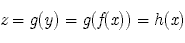 z = g(y) = g(f(x)) = h(x)